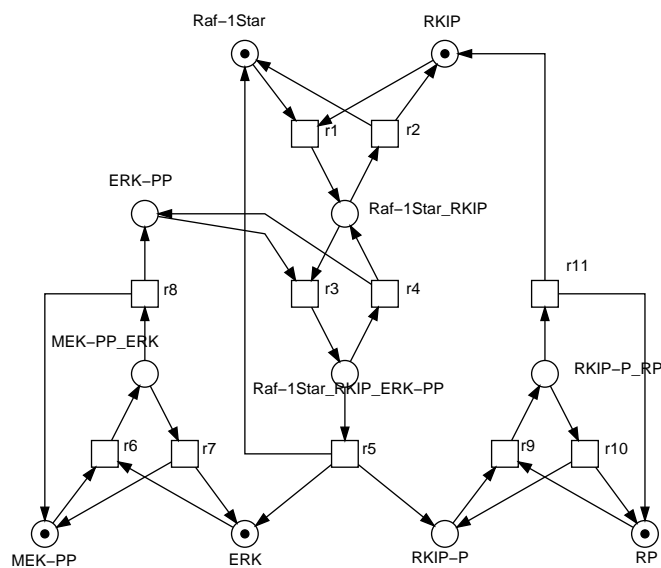 Raf-1Star
RKIP
r1
r2
ERK-PP
Raf-1Star_RKIP
r8
r3
r4
r11
MEK-PP_ERK
RKIP-P_RP
Raf-1Star_RKIP_ERK-PP
r6
r7
r5
r9
r10
MEK-PP
ERK
RKIP-P
RP